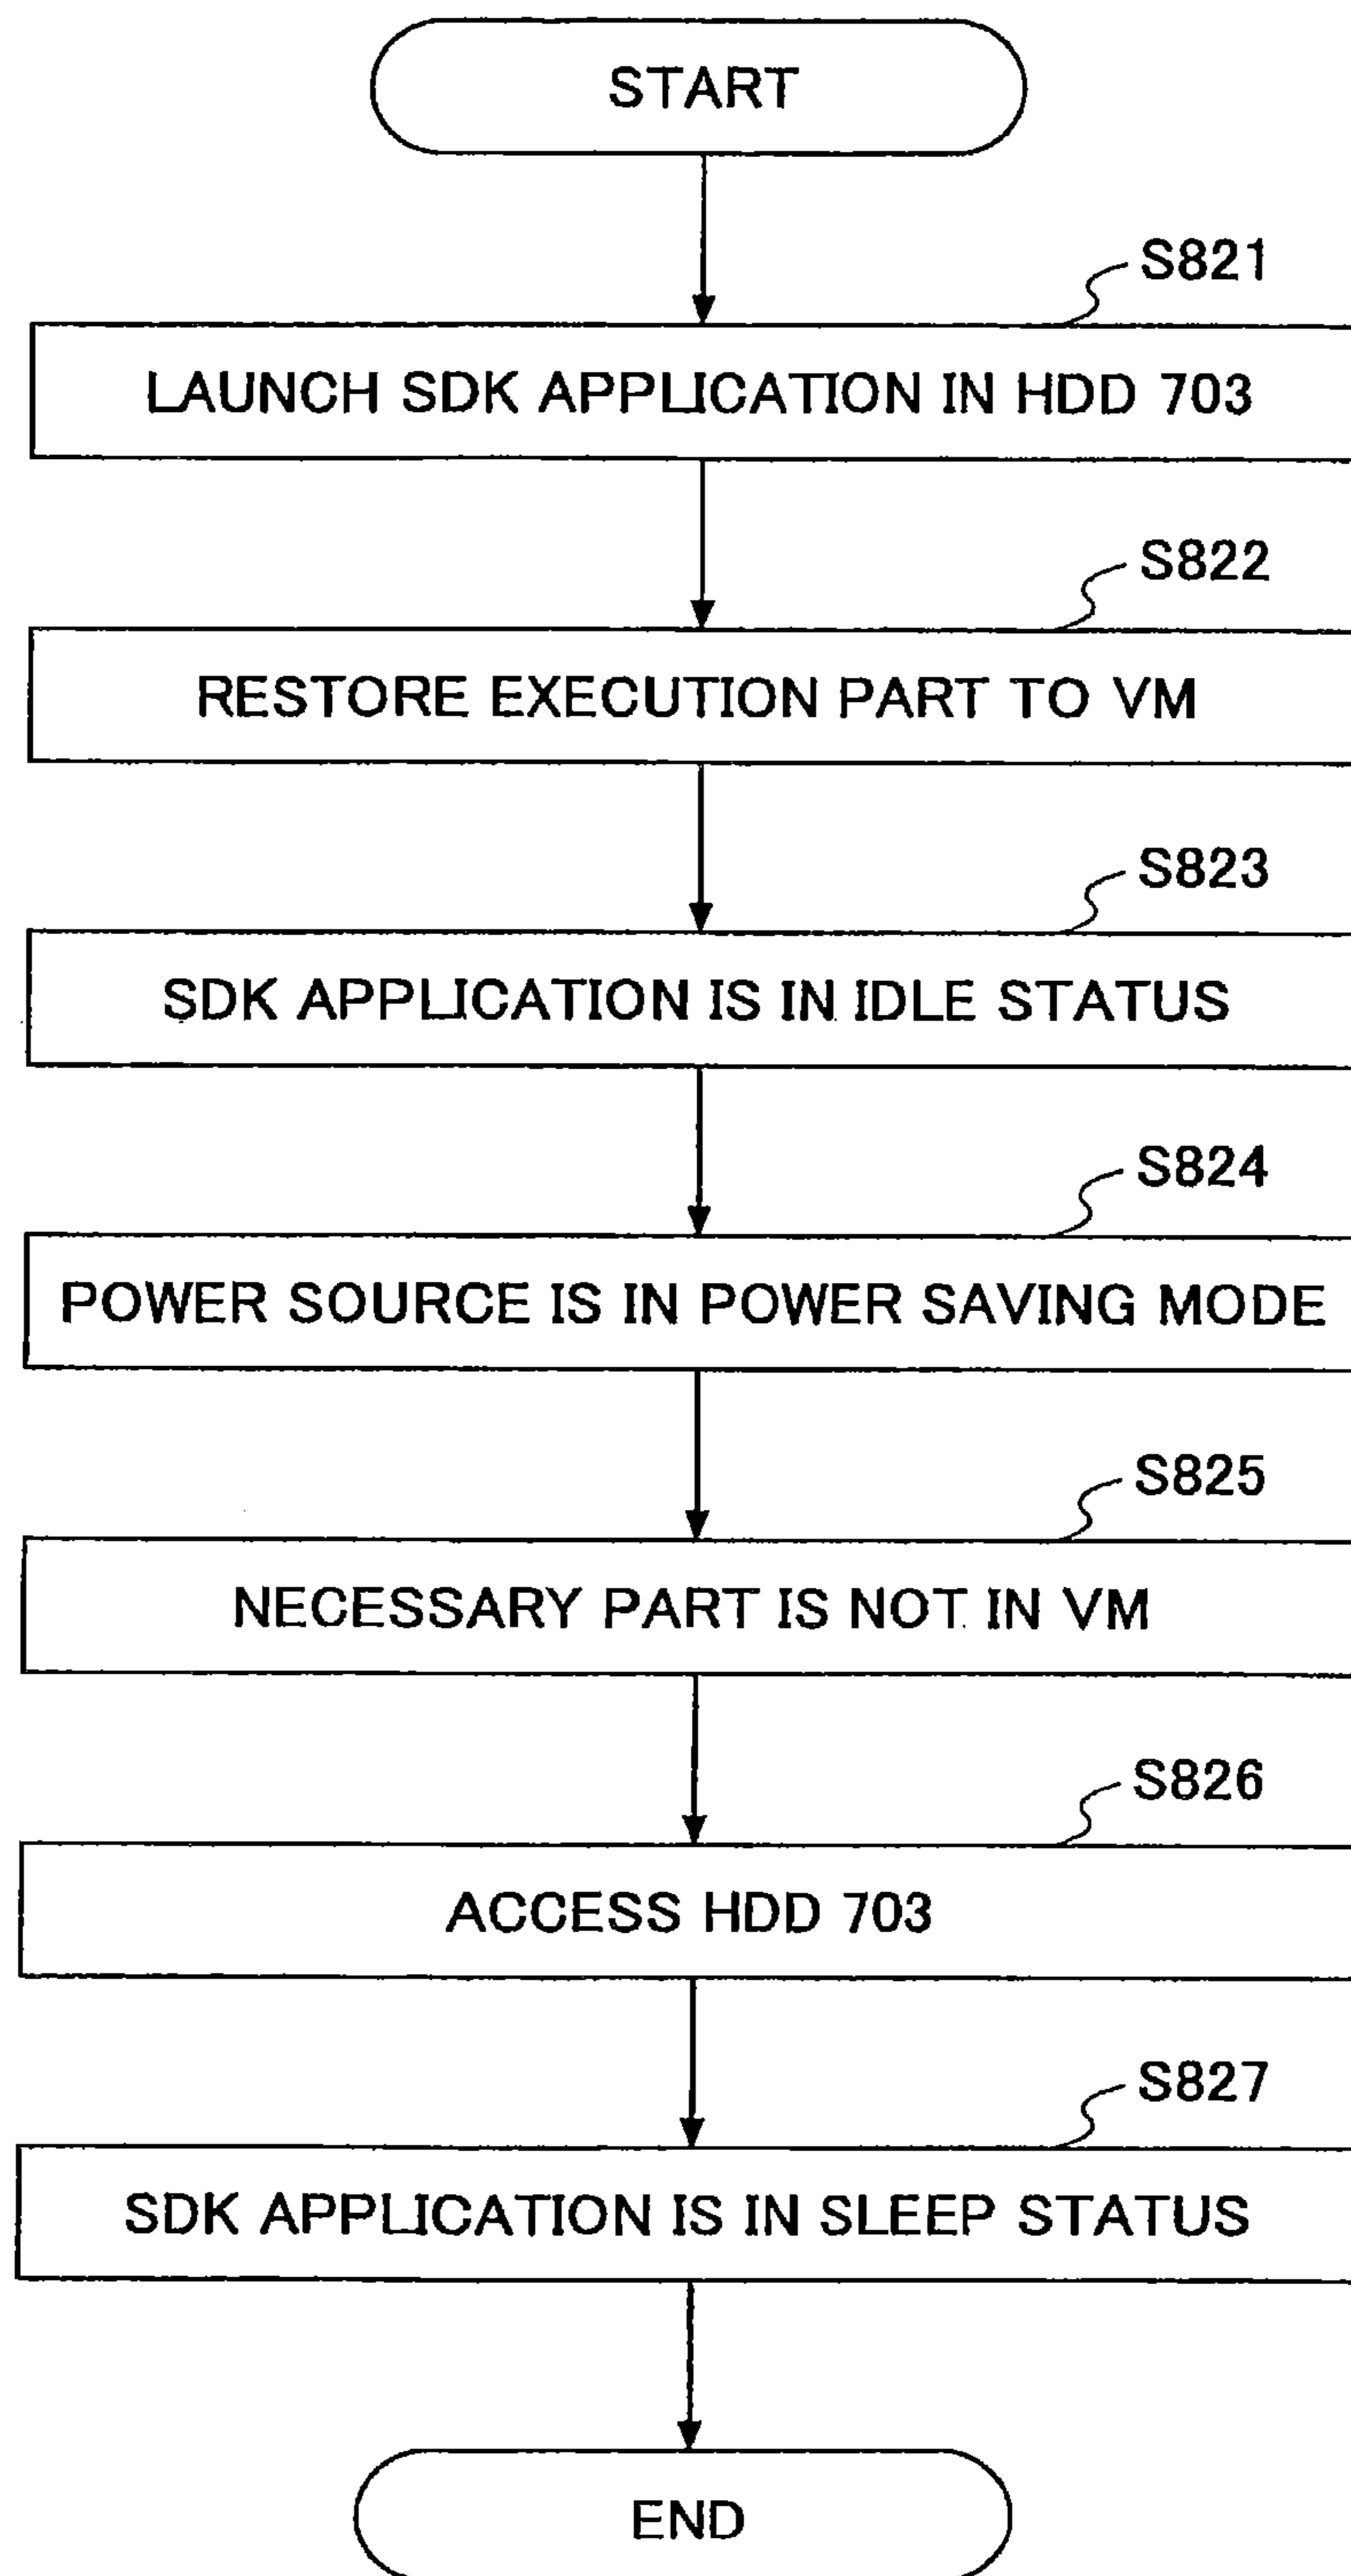 START
S821
LAUNCH SDK APPLICATION IN HDD 703
S822
RESTORE EXECUTION PART TO VM
S823
SDK APPLICATION IS IN IDLE STATUS
S824
POWER SOURCE IS IN POWER SAVING MODE
S825
NECESSARY PART IS NOT IN VM
S826
ACCESS HDD 703
S827
SDK APPLICATION IS IN SLEEP STATUS
END